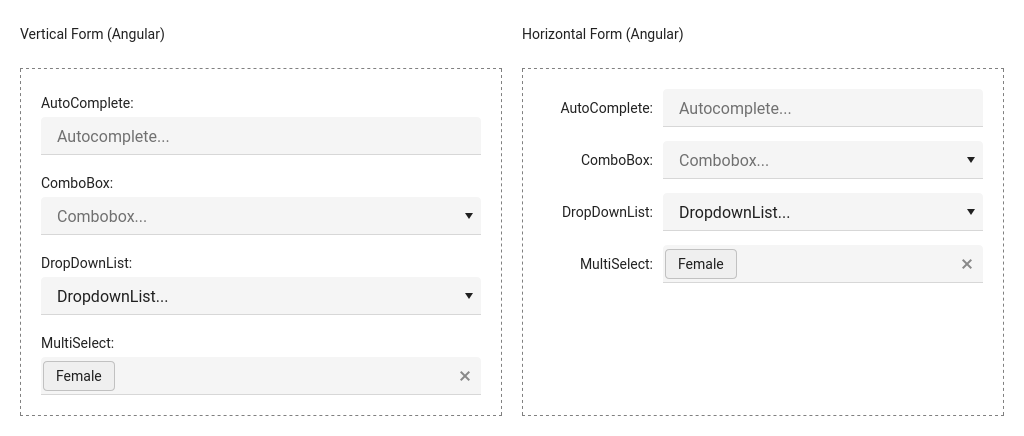 Vertical Form (Angular)
AutoComplete:
Autocomplete...
ComboBox:
Combobox...
DropDownList:
DropdownList...
MultiSelect:
Female
Horizontal Form (Angular)
AutoComplete: Autocomplete...
ComboBox: Combobox...
DropDownList: DropdownList...
MultiSelect: Female